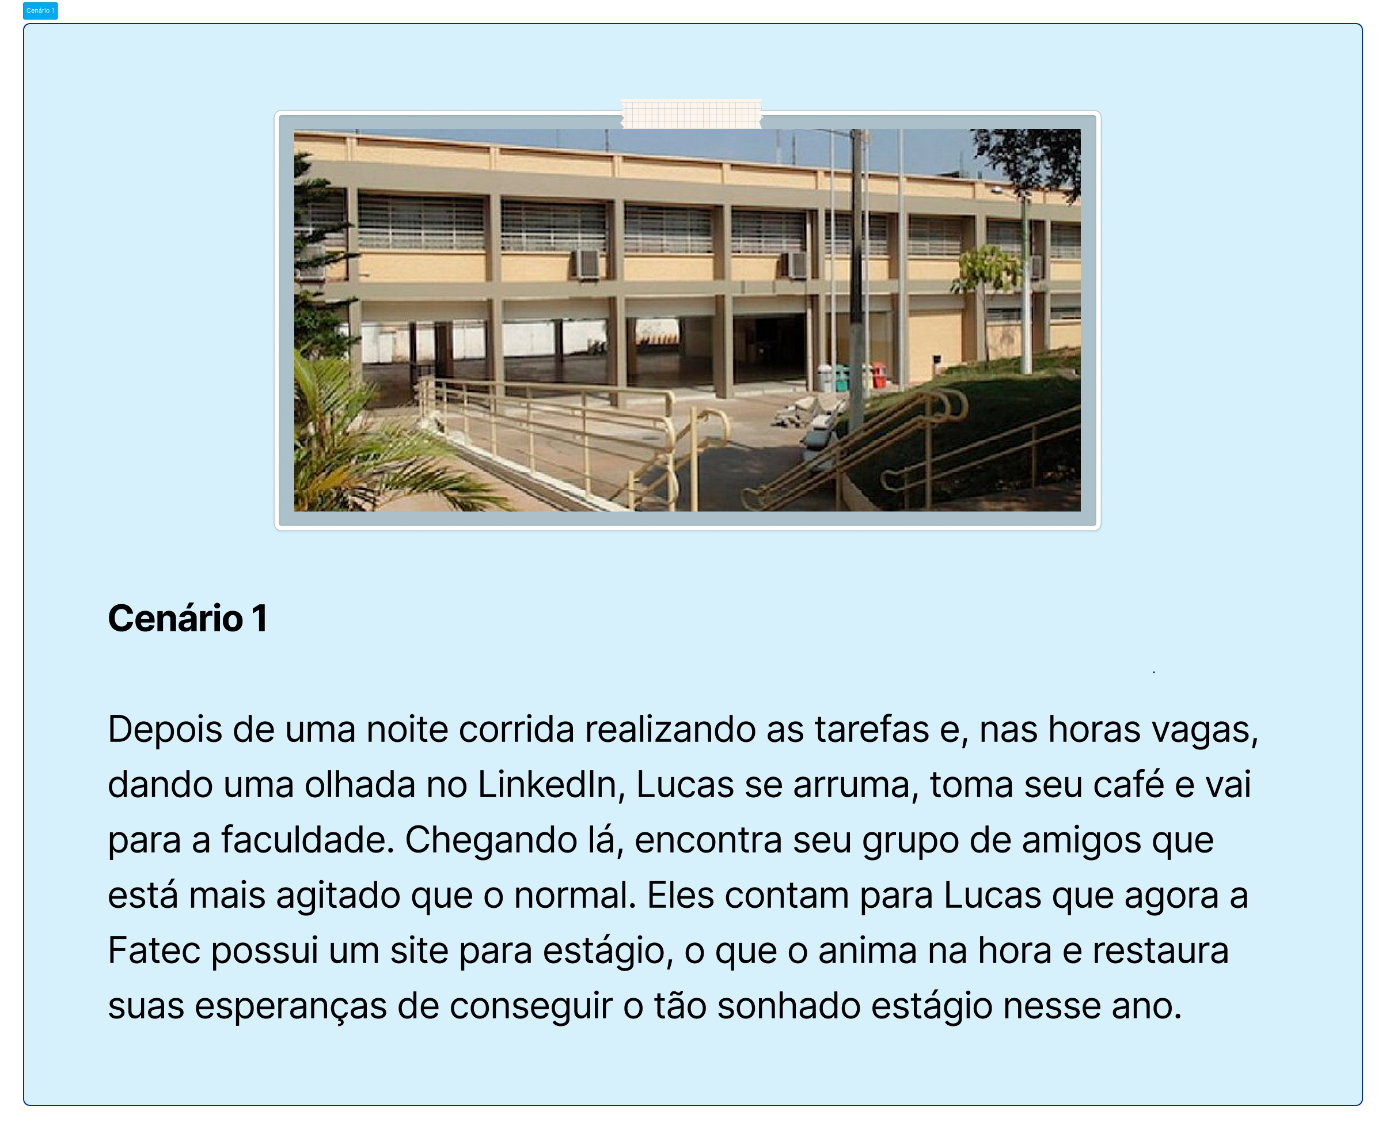 Cenário 1
Cenário 1
Depois de uma noite corrida realizando as tarefas e, nas horas vagas,
dando uma olhada no LinkedIn, Lucas se arruma, toma seu café e vai
para a faculdade. Chegando lá, encontra seu grupo de amigos que
está mais agitado que o normal. Eles contam para Lucas que agora a
Fatec possui um site para estágio, o que o anima na hora e restaura
suas esperanças de conseguir o tão sonhado estágio nesse ano.